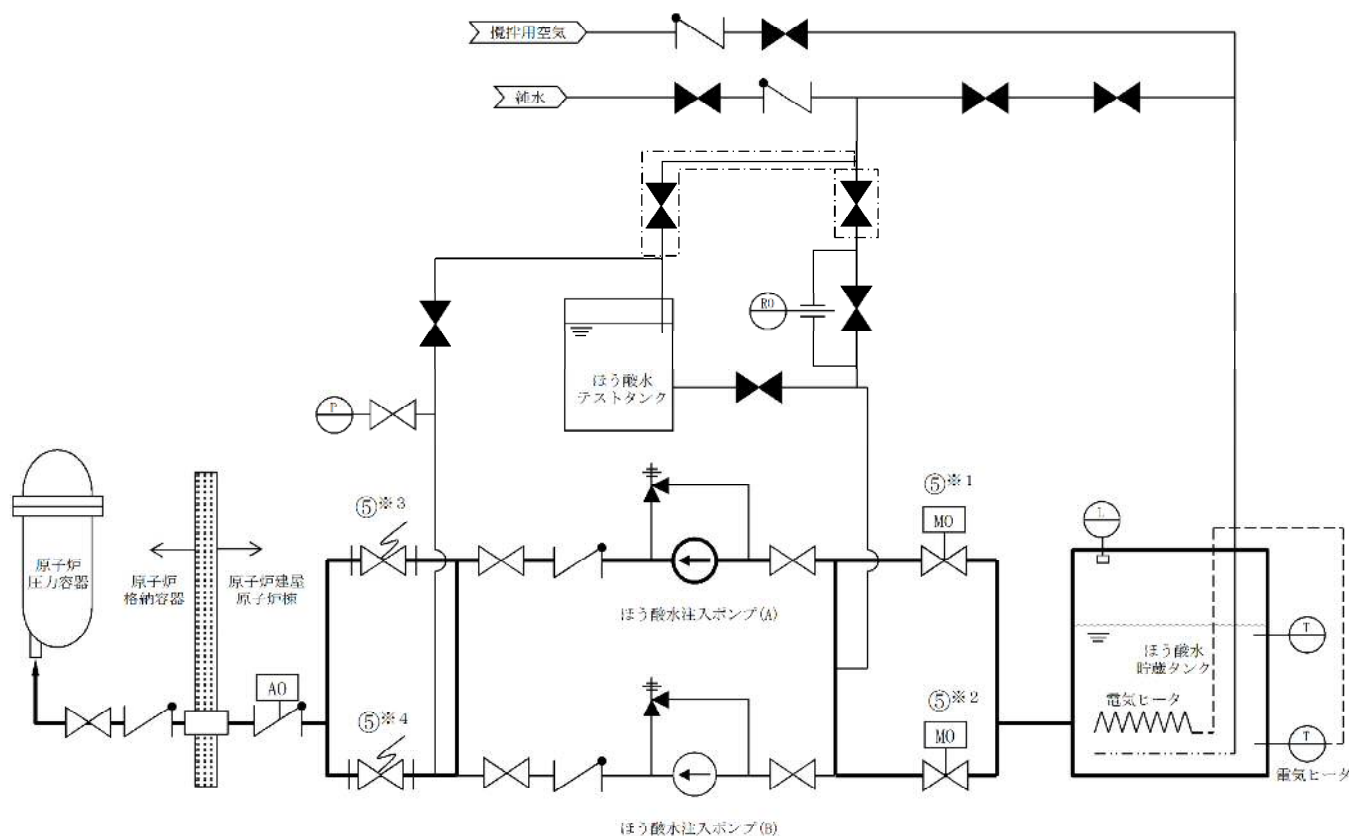 攪拌用空気
純水
RO
ほう酸水
テストタンク
P
⑤※3
⑤※1
MO
L
原子炉
圧力容器
原子炉
格納容器
原子炉建屋
原子炉棟
ほう酸水注入ポンプ(A)
T
ほう酸水
貯蔵タンク
AO
⑤※4
⑤※2
MO
電気ヒータ
T
電気ヒータ
ほう酸水注入ポンプ(B)